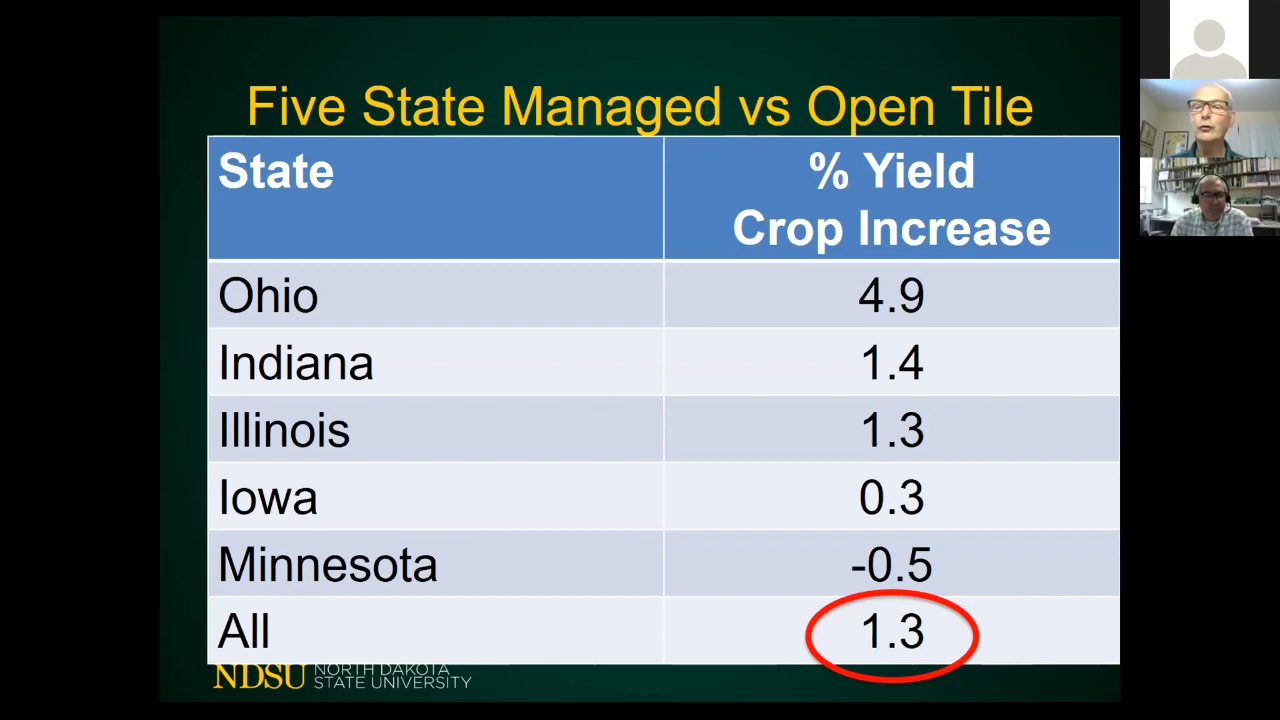 Five State Managed vs Open Tile
State
% Yield
Crop Increase
Ohio
4.9
Indiana
1.4
Illinois
1.3
Iowa
0.3
Minnesota
-0.5
All
1.3
NDSU
NORTH DAKOTA
STATE UNIVERSITY